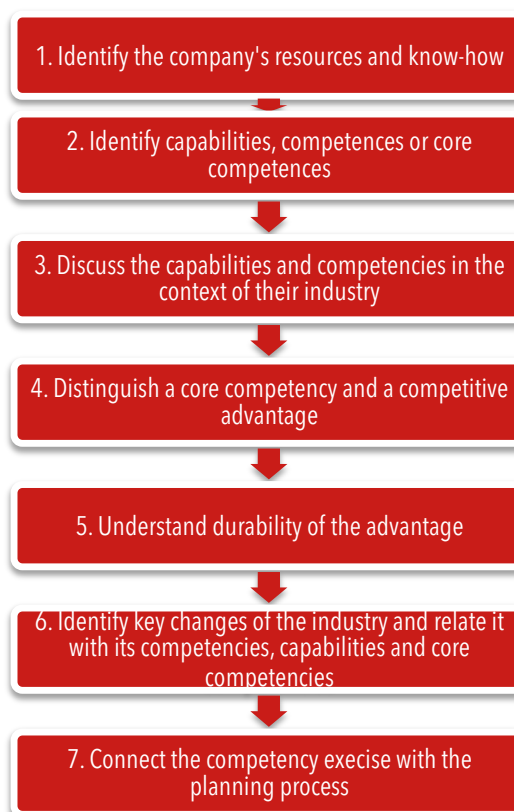 1. Identify the company's resources and know-how
2. Identify capabilities, competences or core
competences
3. Discuss the capabilities and competencies in the
context of their industry
4. Distinguish a core competency and a competitive
advantage
5. Understand durability of the advantage
6. Identify key changes of the industry and relate it
with its competencies, capabilities and core
competencies
7. Connect the competency execise with the
planning process